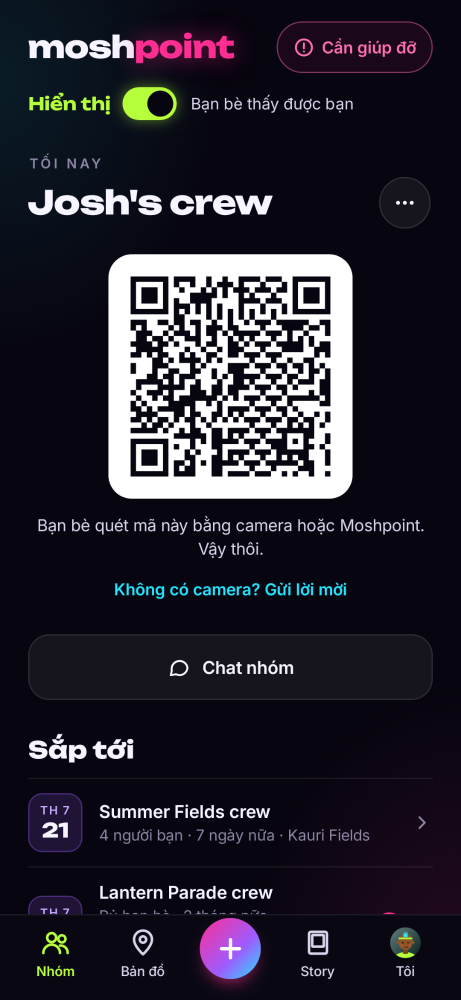 moshpoint
Cần giúp đỡ
Hiển thị
Bạn bè thấy được bạn
TỐI NAY
Josh's crew
Bạn bè quét mã này bằng camera hoặc Moshpoint.
Vậy thôi.
Không có camera? Gửi lời mời
Chat nhóm
Sắp tới
TH 7
21
Summer Fields crew
4 người bạn · 7 ngày nữa · Kauri Fields
TH 7
Lantern Parade crew
Nhóm
Bản đồ
Story
Tôi